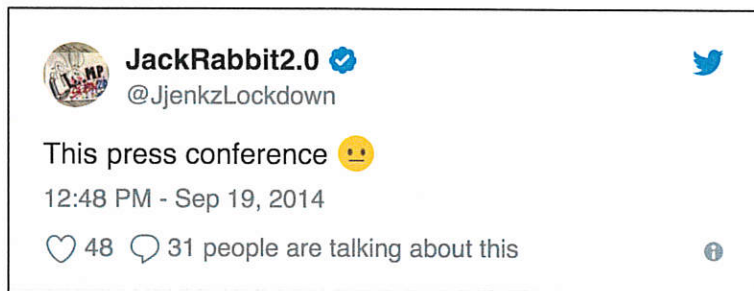 JackRabbit2.0
@JjenkzLockdown
This press conference 😐
12:48 PM - Sep 19, 2014
48 31 people are talking about this